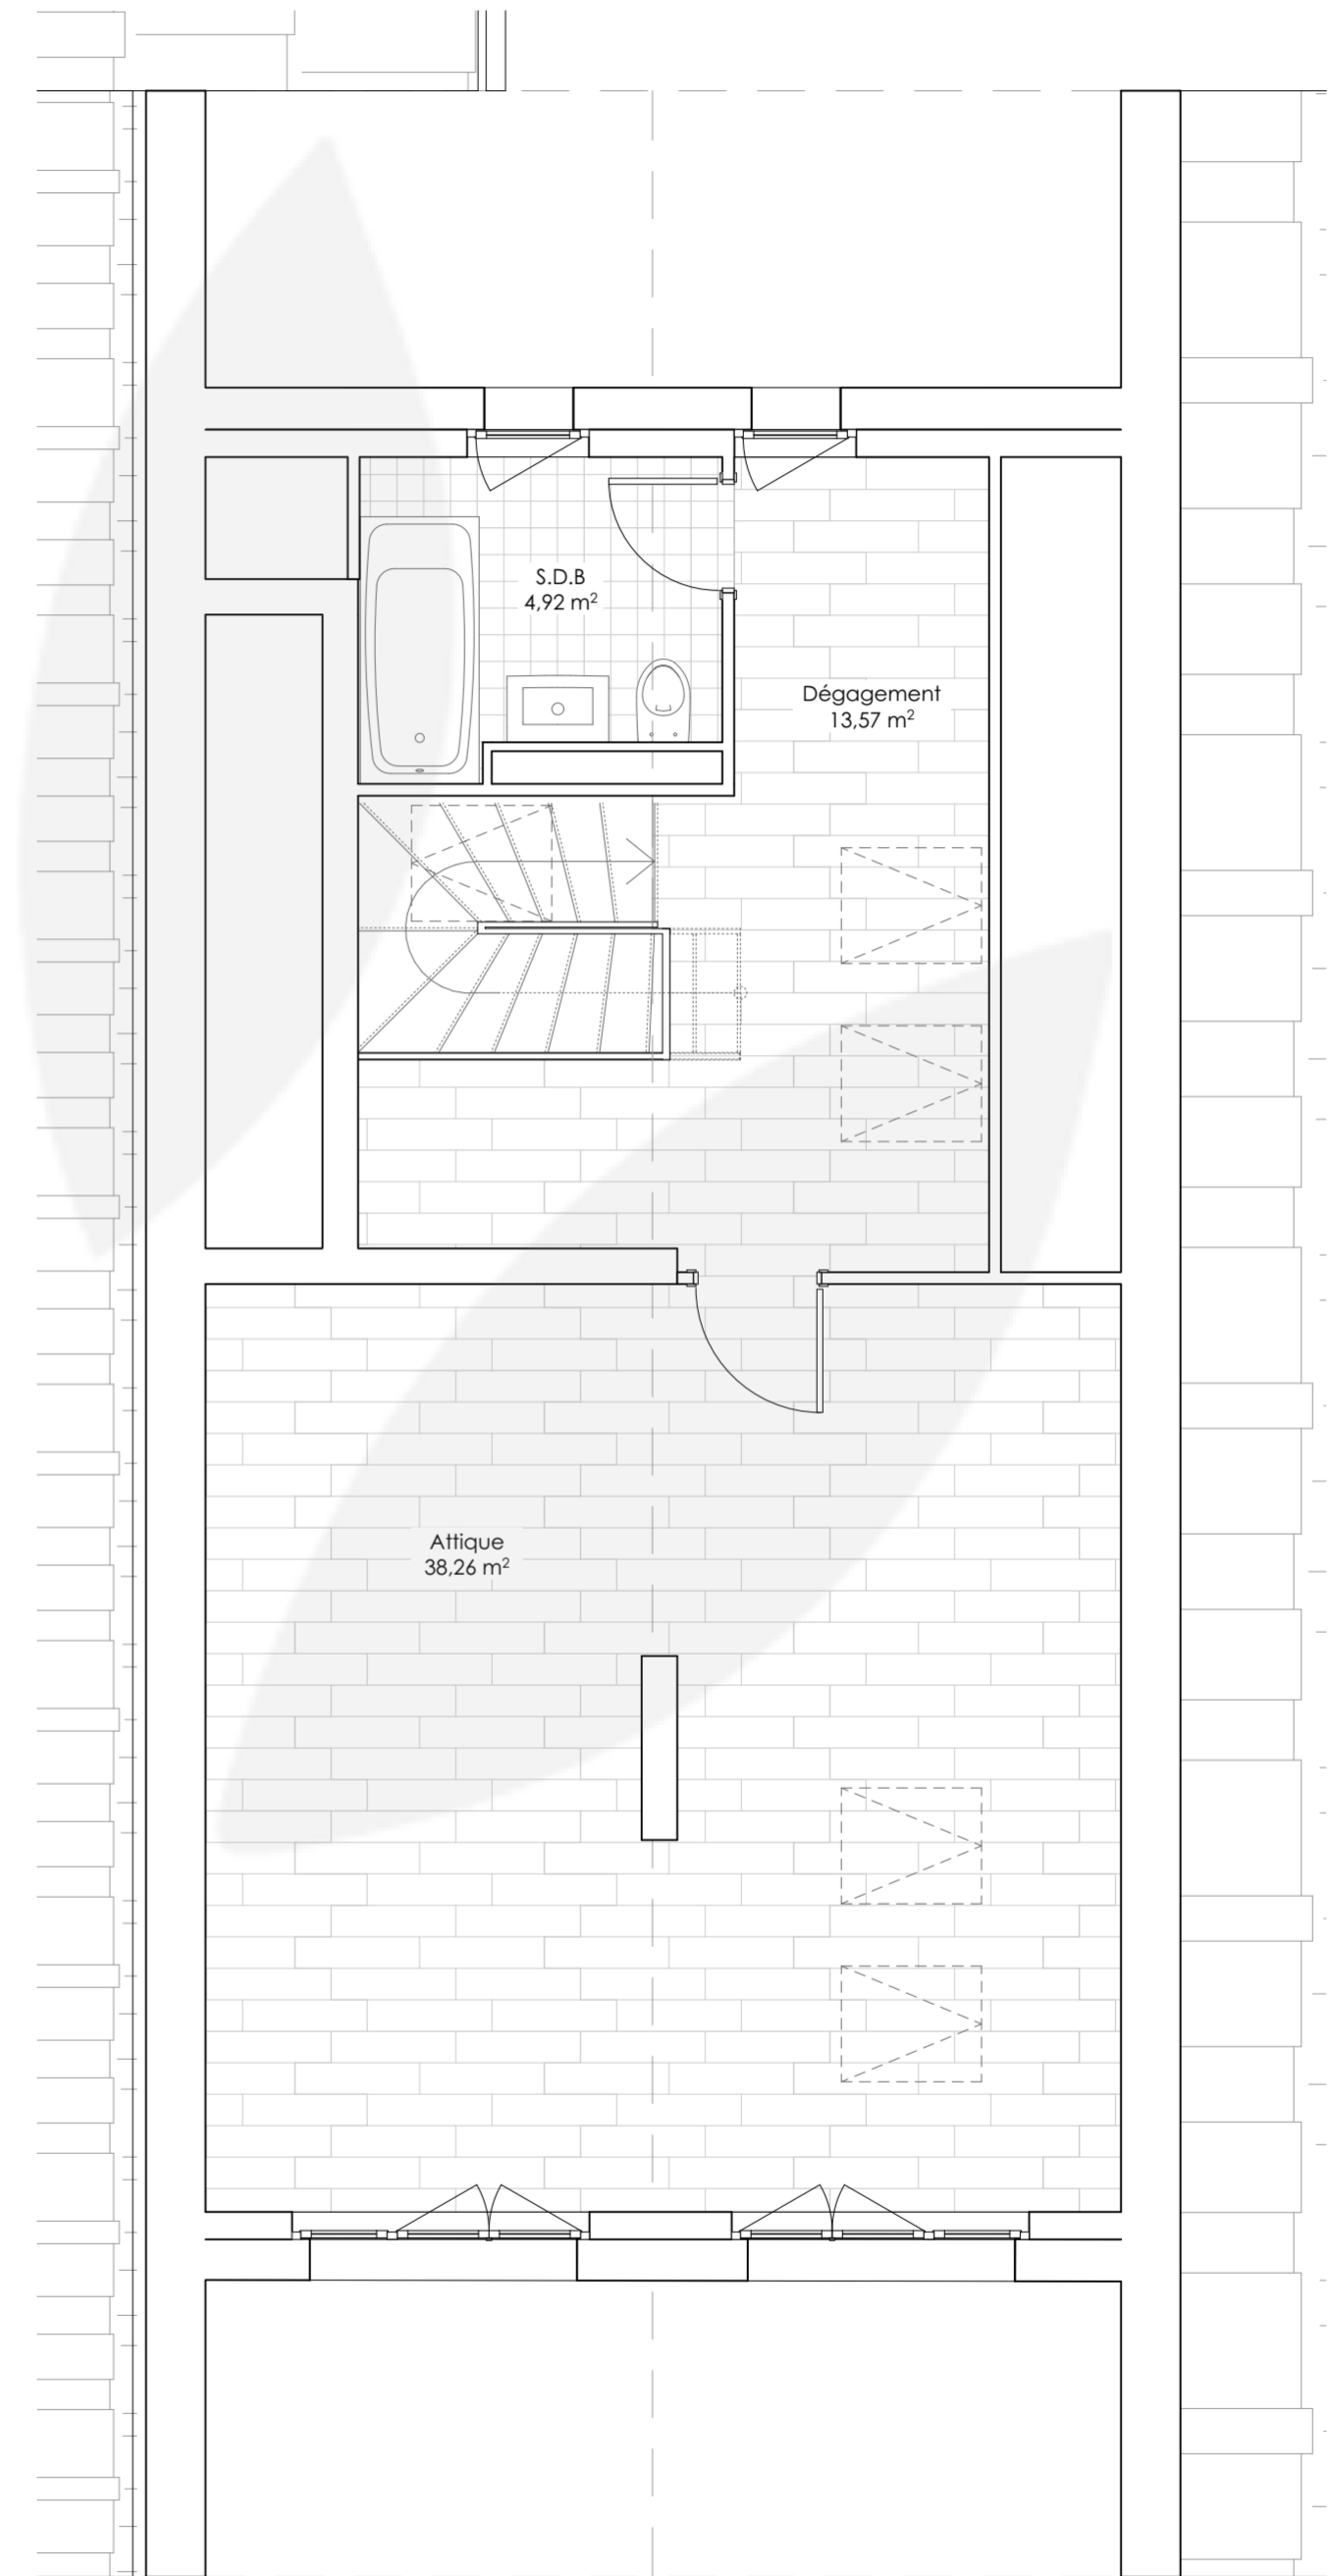 S.D.B
4,92 m²
Dégagement
13,57 m²
Attique
38,26 m²